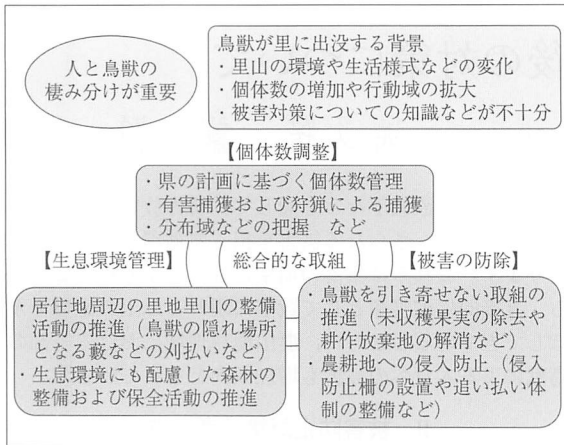 人と鳥獣の
棲み分けが重要
鳥獣が里に出没する背景
・里山の環境や生活様式などの変化
・個体数の増加や行動域の拡大
・被害対策についての知識などが不十分
【個体数調整】
・県の計画に基づく個体数管理
・有害捕獲および狩猟による捕獲
・分布域などの把握　など
【生息環境管理】
総合的な取組
【被害の防除】
・居住地周辺の里地里山の整備
活動の推進（鳥獣の隠れ場所
となる藪などの刈払いなど）
・生息環境にも配慮した森林の
整備および保全活動の推進
・鳥獣を引き寄せない取組の
推進（未収穫果実の除去や
耕作放棄地の解消など）
・農耕地への侵入防止（侵入
防止柵の設置や追い払い体
制の整備など）